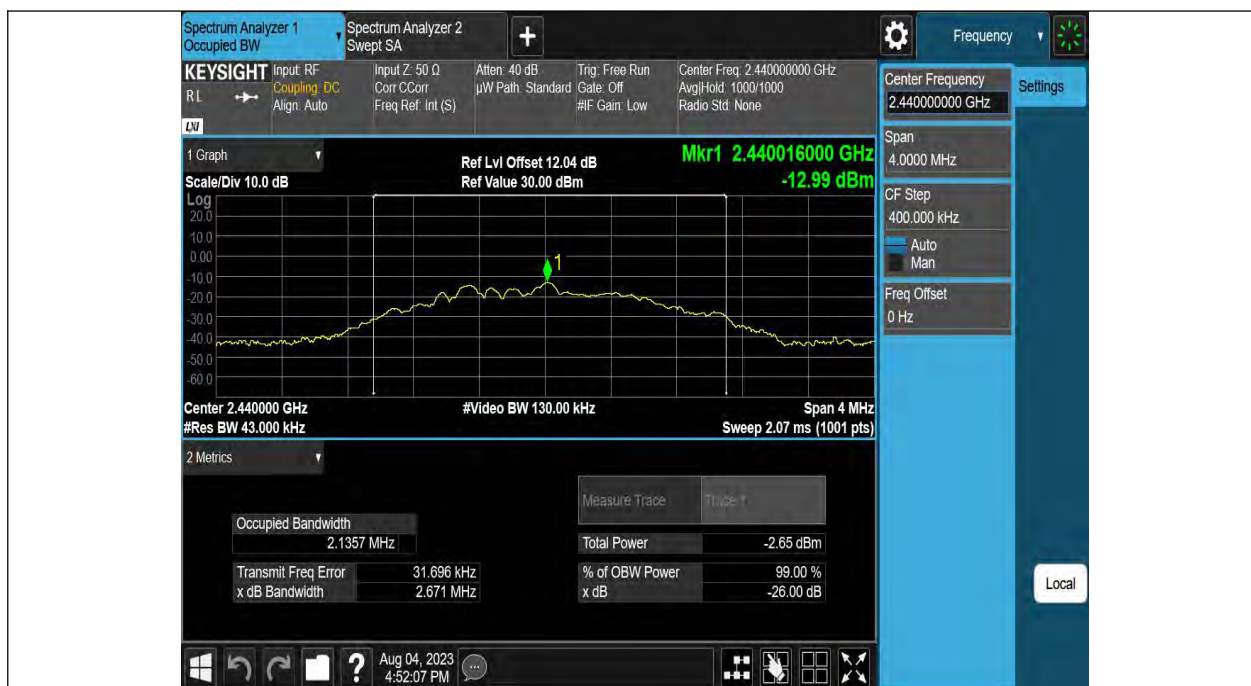 Spectrum Analyzer 1
Occupied BW
Spectrum Analyzer 2
Swept SA
+
Frequency
KEYSIGHT
RL
LXI
Input: RF
Coupling: DC
Align: Auto
Input Z: 50 Ω
Corr CCorr
Freq Ref: Int (S)
Atten: 40 dB
µW Path: Standard
Trig: Free Run
Gate: Off
#IF Gain: Low
Center Freq: 2.440000000 GHz
Avg|Hold: 1000/1000
Radio Std: None
Center Frequency
2.440000000 GHz
Settings
Span
4.0000 MHz
CF Step
400.000 kHz
Auto
Man
Freq Offset
0 Hz
Local
1 Graph
Scale/Div 10.0 dB
Ref Lvl Offset 12.04 dB
Ref Value 30.00 dBm
Mkr1 2.440016000 GHz
-12.99 dBm
Log
20.0
10.0
0.00
-10.0
-20.0
-30.0
-40.0
-50.0
-60.0
1
Center 2.440000 GHz
#Video BW 130.00 kHz
Span 4 MHz
#Res BW 43.000 kHz
Sweep 2.07 ms (1001 pts)
2 Metrics
Measure Trace
Trace 1
Occupied Bandwidth
2.1357 MHz
Total Power -2.65 dBm
Transmit Freq Error 31.696 kHz
% of OBW Power 99.00 %
x dB Bandwidth 2.671 MHz
x dB -26.00 dB
?
Aug 04, 2023
4:52:07 PM